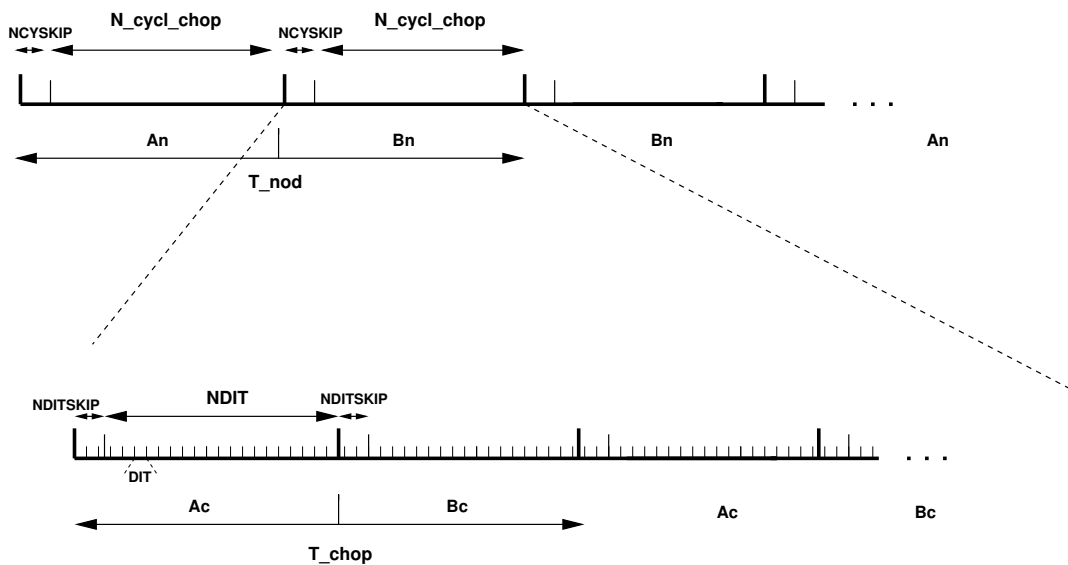 N_cycl_chop N_cycl_chop
NCYSKIP NCYSKIP
An Bn Bn An
T_nod
NDITSKIP NDIT NDITSKIP
DIT
Ac Bc Ac Bc
T_chop